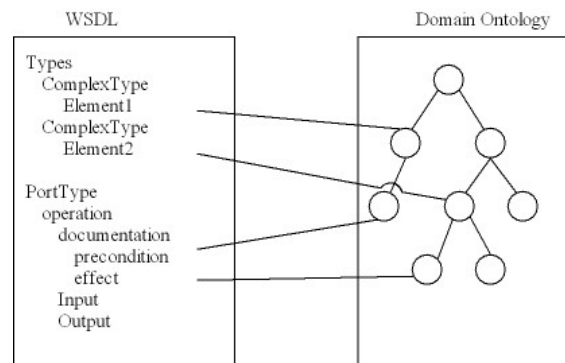 WSDL
Domain Ontology
Types
ComplexType
Element1
ComplexType
Element2
PortType
operation
documentation
precondition
effect
Input
Output